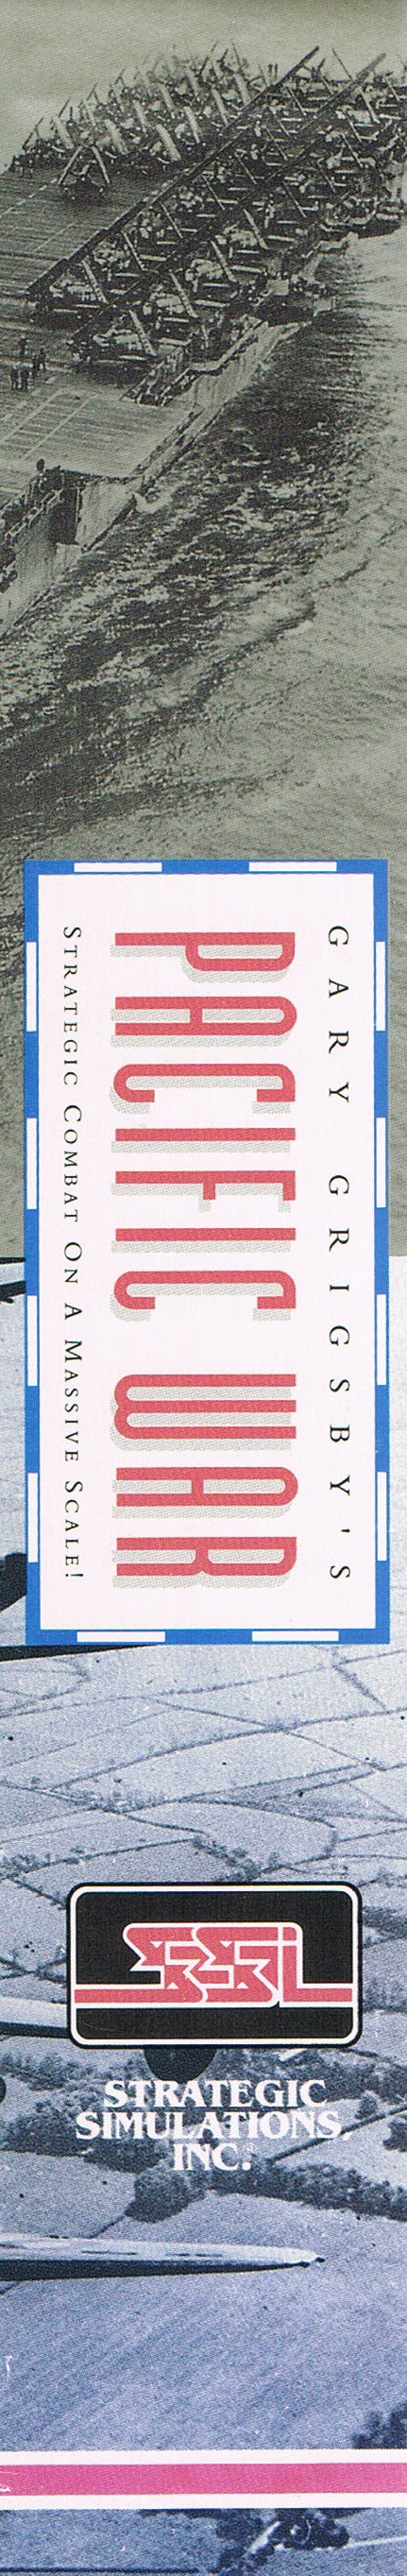 GARY GRIGSBY'S
PACIFIC WAR
STRATEGIC COMBAT ON A MASSIVE SCALE!
SSI
STRATEGIC
SIMULATIONS,
INC.®